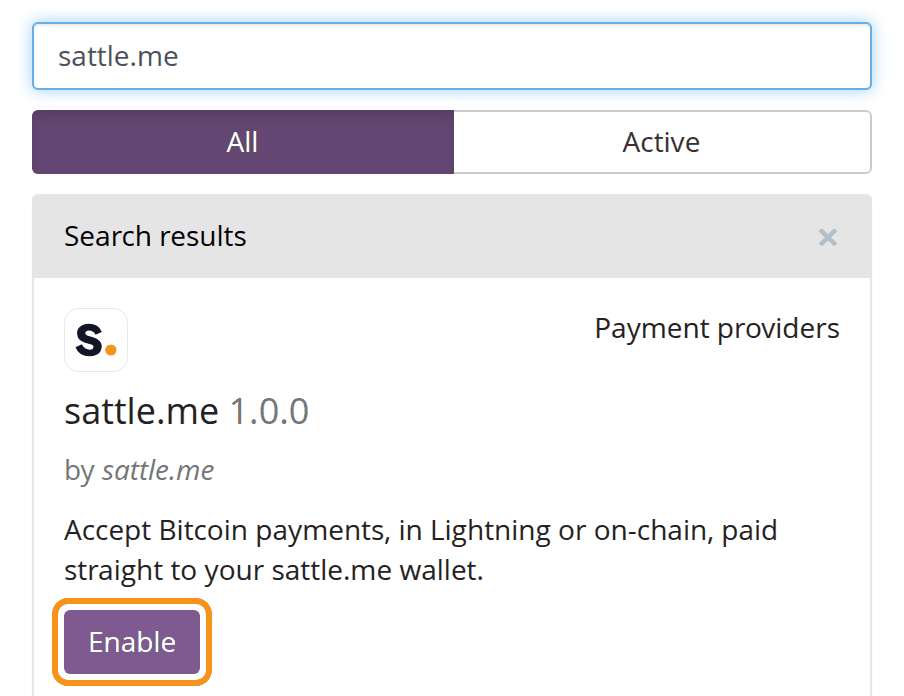 sattle.me
All
Active
Search results
×
s.
Payment providers
sattle.me 1.0.0
by sattle.me
Accept Bitcoin payments, in Lightning or on-chain, paid
straight to your sattle.me wallet.
Enable